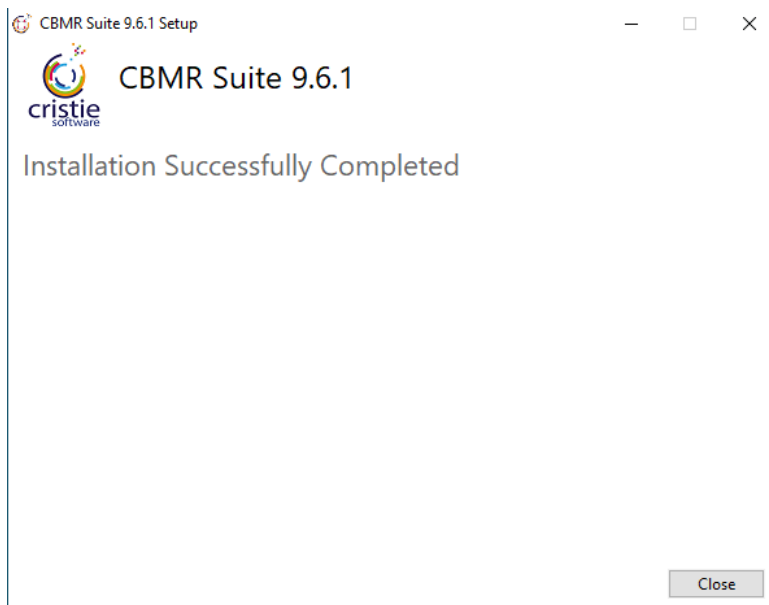 CBMR Suite 9.6.1 Setup
CBMR Suite 9.6.1
cristie
software
Installation Successfully Completed
Close